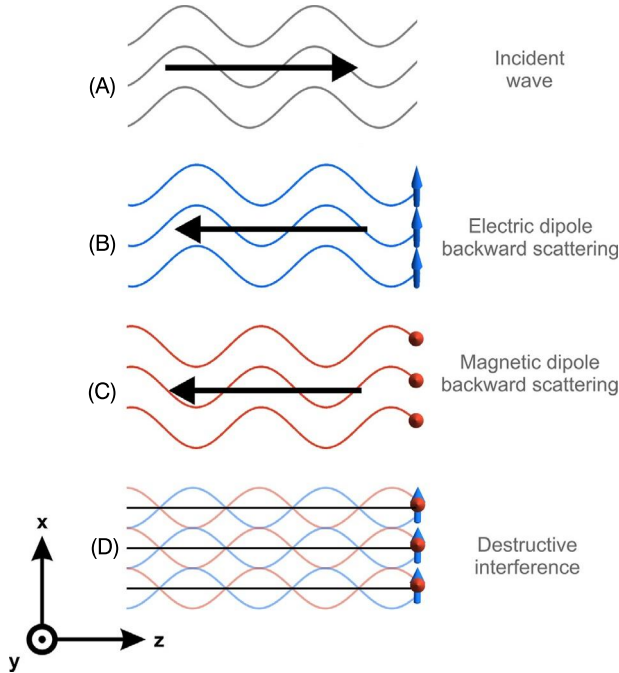 (A)
Incident
wave
(B)
Electric dipole
backward scattering
(C)
Magnetic dipole
backward scattering
(D)
Destructive
interference
x
y
z